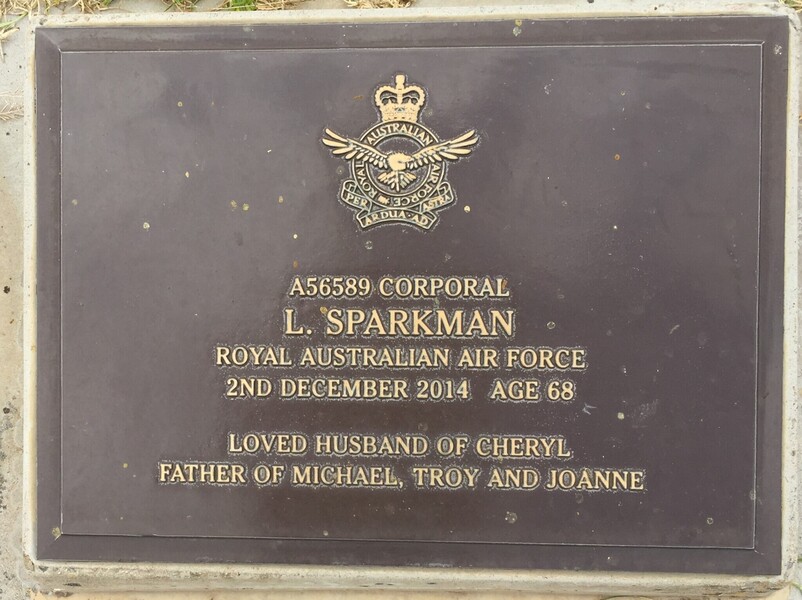 ROYAL AUSTRALIAN AIR FORCE
PER ARDUA · AD ASTRA
A56589 CORPORAL
L. SPARKMAN
ROYAL AUSTRALIAN AIR FORCE
2ND DECEMBER 2014 AGE 68
LOVED HUSBAND OF CHERYL
FATHER OF MICHAEL, TROY AND JOANNE